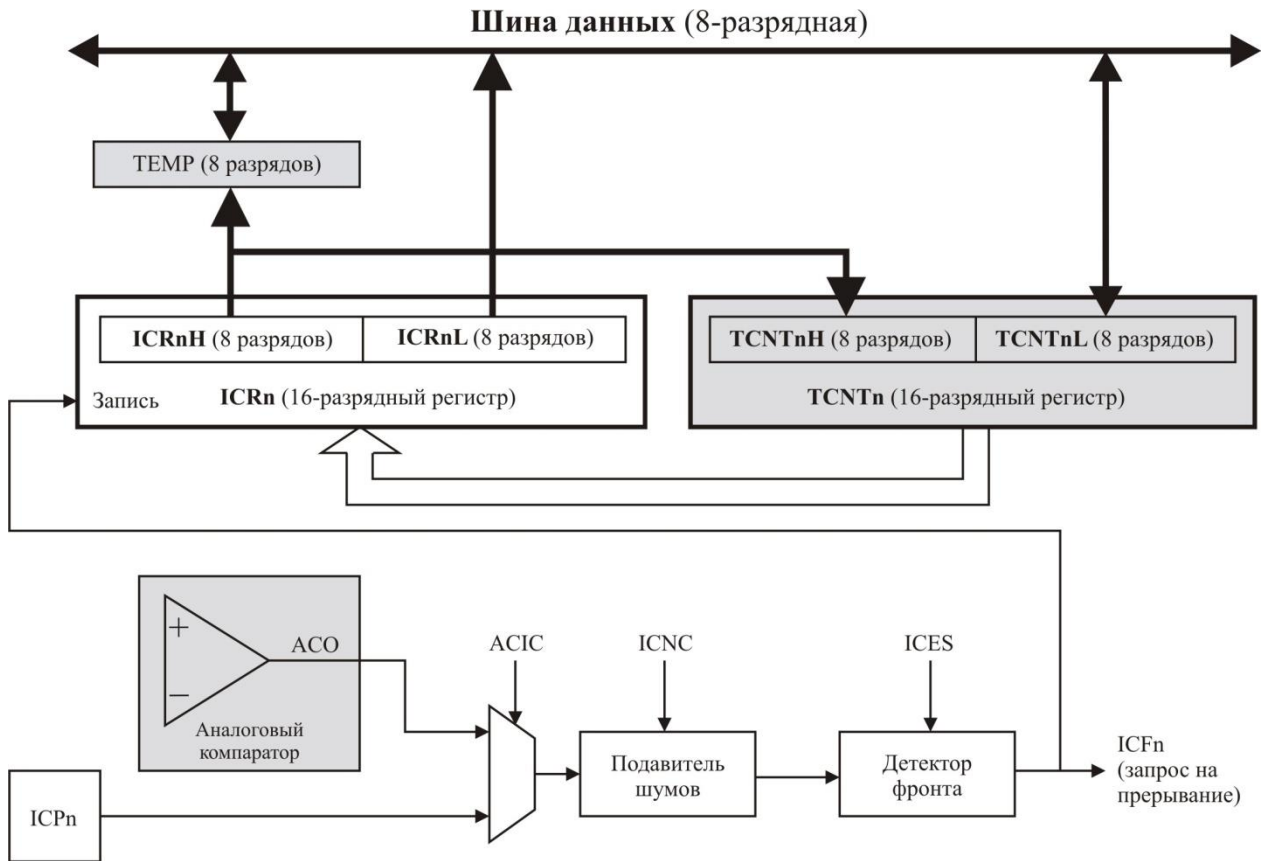 Шина данных (8-разрядная)
TEMP (8 разрядов)
ICRnH (8 разрядов)
ICRnL (8 разрядов)
TCNTnH (8 разрядов)
TCNTnL (8 разрядов)
Запись
ICRn (16-разрядный регистр)
TCNTn (16-разрядный регистр)
+
−
ACO
Аналоговый
компаратор
ACIC
ICNC
ICES
ICPn
Подавитель
шумов
Детектор
фронта
ICFn
(запрос на
прерывание)